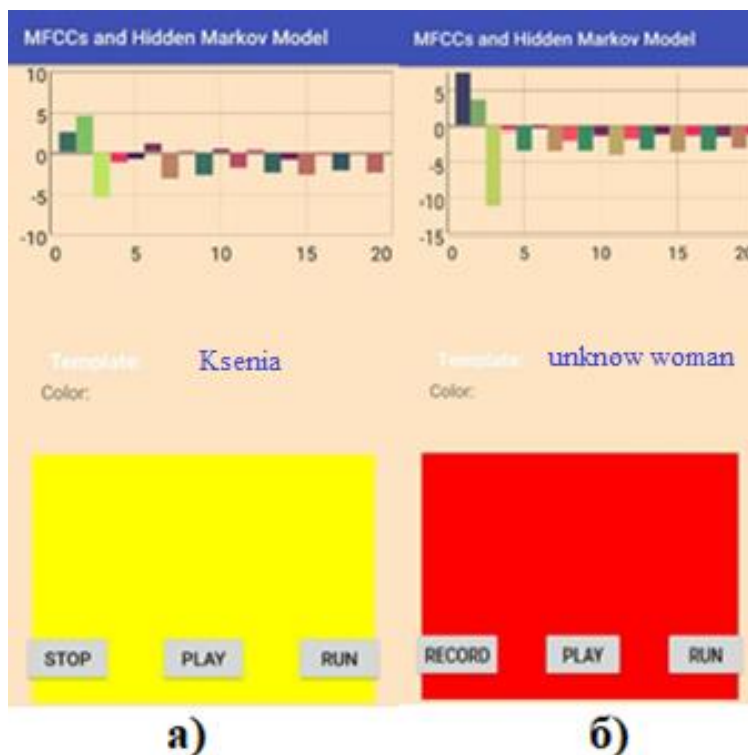 MFCCs and Hidden Markov Model
10
5
0
-5
-10
0 5 10 15 20
Template: Ksenia
Color:
STOP PLAY RUN
а)
MFCCs and Hidden Markov Model
5
0
-5
-10
-15
0 5 10 15 20
Template: unknow woman
Color:
RECORD PLAY RUN
б)